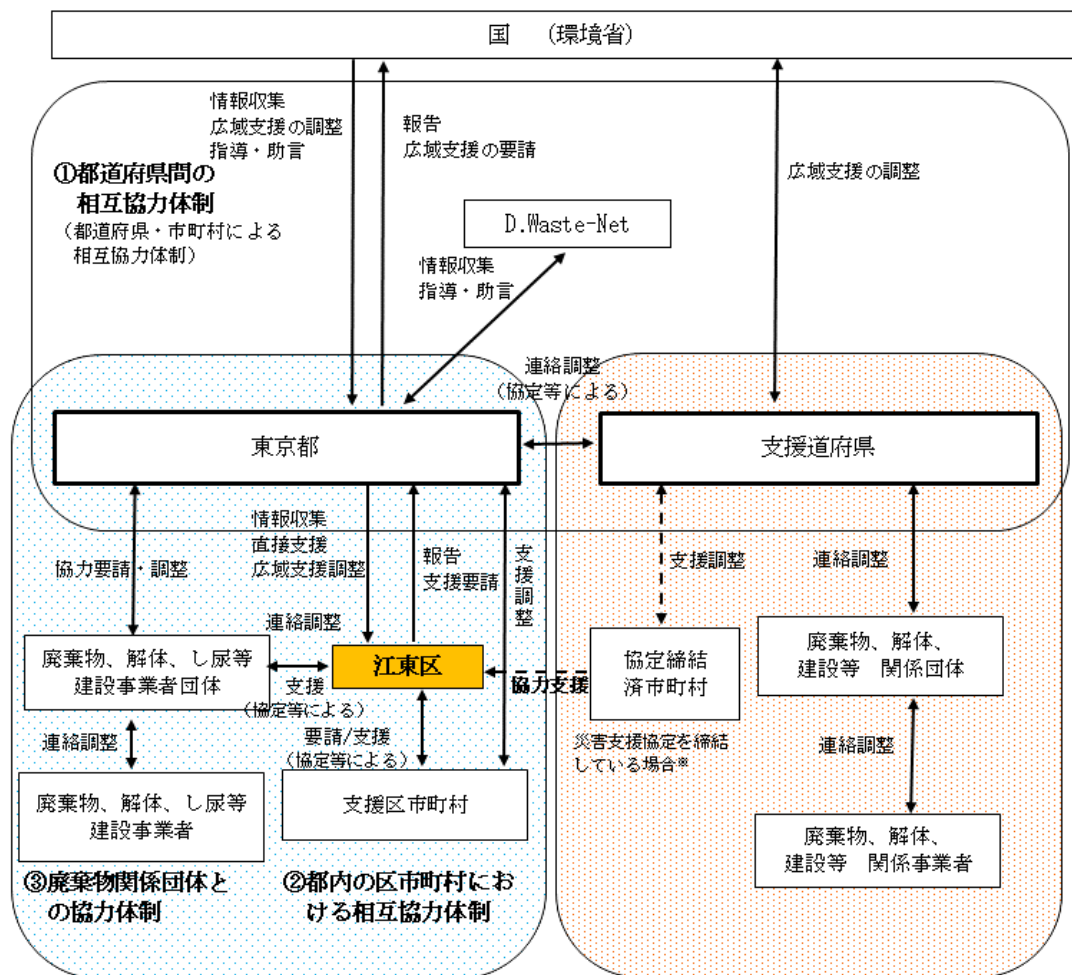 国　（環境省）
情報収集
広域支援の調整
指導・助言
報告
広域支援の要請
広域支援の調整
①都道府県間の
相互協力体制
（都道府県・市町村による
相互協力体制）
D.Waste-Net
情報収集
指導・助言
連絡調整
（協定等による）
東京都
支援道府県
協力要請・調整
情報収集
直接支援
広域支援調整
報告
支援要請
支援調整
支援調整
連絡調整
廃棄物、解体、し尿等
建設事業者団体
連絡調整
支援
（協定等による）
江東区
協力支援
協定締結
済市町村
廃棄物、解体、
建設等　関係団体
連絡調整
要請/支援
（協定等による）
災害支援協定を締結
している場合※
連絡調整
廃棄物、解体、し尿等
建設事業者
支援区市町村
廃棄物、解体、
建設等　関係事業者
③廃棄物関係団体と
の協力体制
②都内の区市町村にお
ける相互協力体制